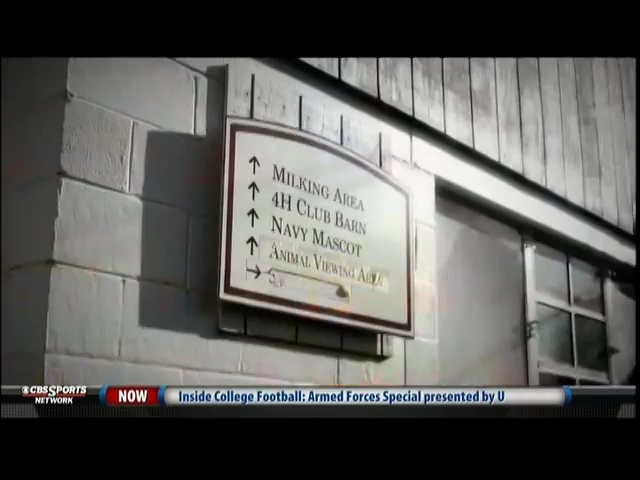 MILKING AREA
4H CLUB BARN
NAVY MASCOT
ANIMAL VIEWING AREA
CBS SPORTS
NETWORK
NOW
Inside College Football: Armed Forces Special presented by U